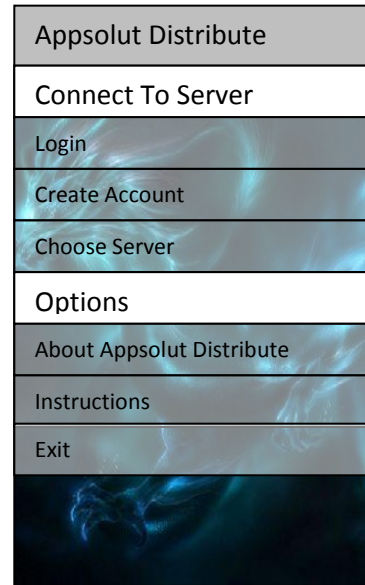 Appsolut Distribute
Connect To Server
Login
Create Account
Choose Server
Options
About Appsolut Distribute
Instructions
Exit